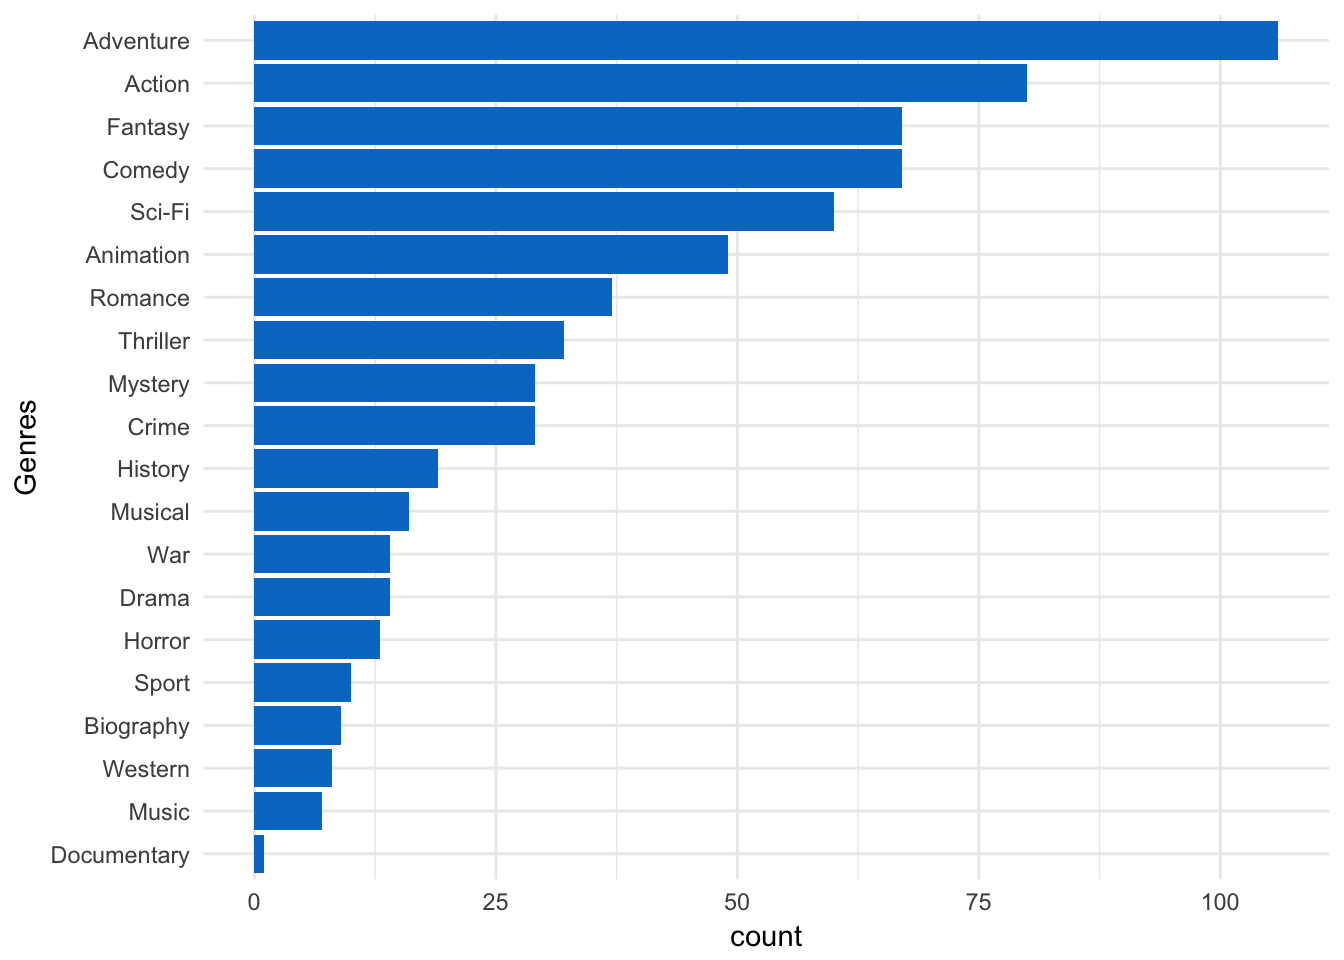 Adventure
Action
Fantasy
Comedy
Sci-Fi
Animation
Romance
Thriller
Mystery
Crime
History
Musical
War
Drama
Horror
Sport
Biography
Western
Music
Documentary
Genres
0 25 50 75 100
count